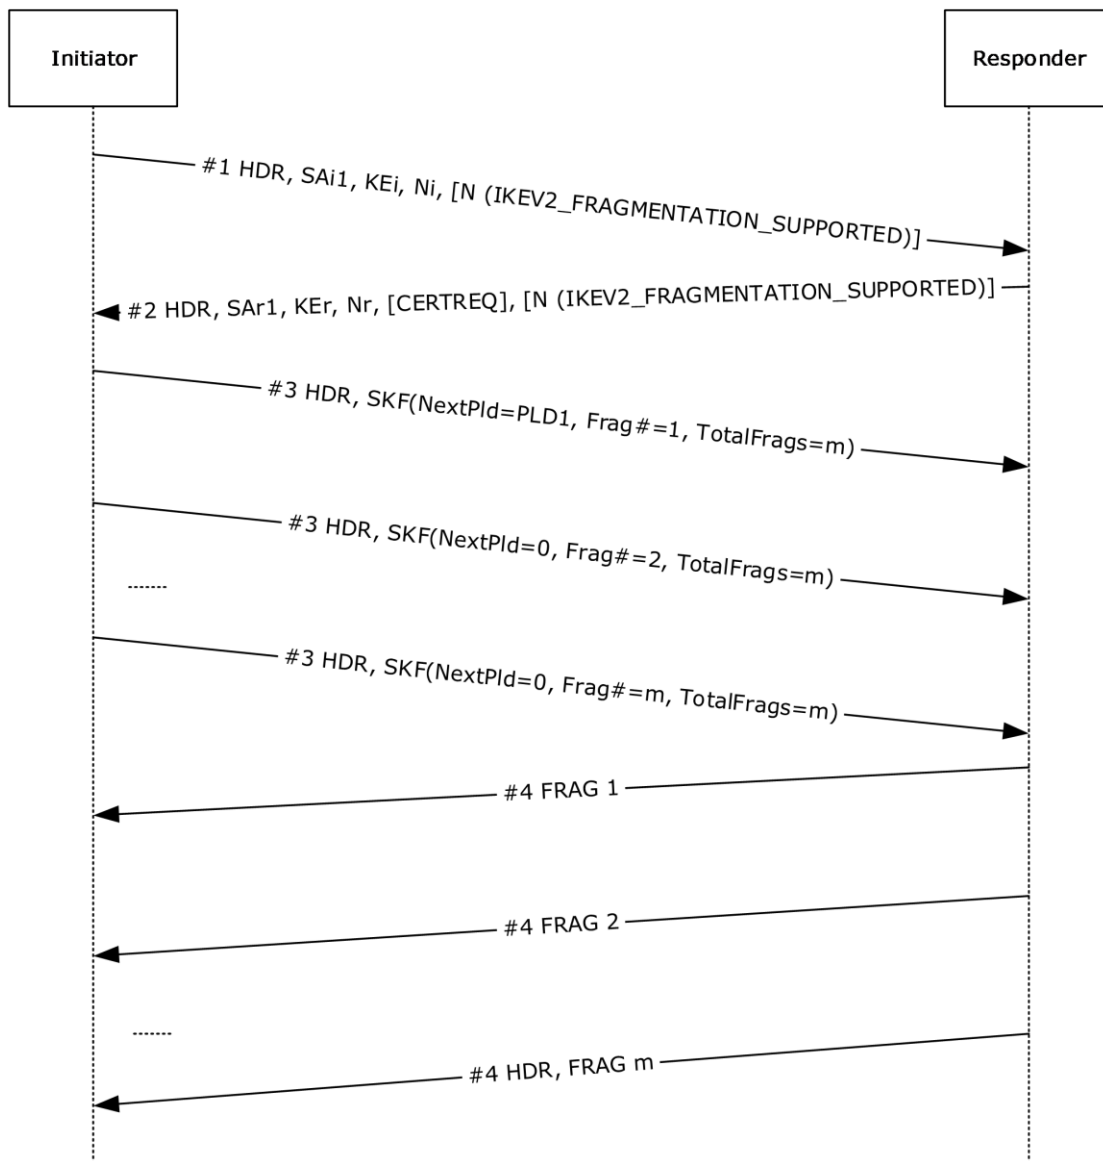 Initiator
Responder
#1 HDR, SAi1, KEi, Ni, [N (IKEV2_FRAGMENTATION_SUPPORTED)]
#2 HDR, SAr1, KEr, Nr, [CERTREQ], [N (IKEV2_FRAGMENTATION_SUPPORTED)]
#3 HDR, SKF(NextPld=PLD1, Frag#=1, TotalFrags=m)
#3 HDR, SKF(NextPld=0, Frag#=2, TotalFrags=m)
.......
#3 HDR, SKF(NextPld=0, Frag#=m, TotalFrags=m)
#4 FRAG 1
#4 FRAG 2
.......
#4 HDR, FRAG m